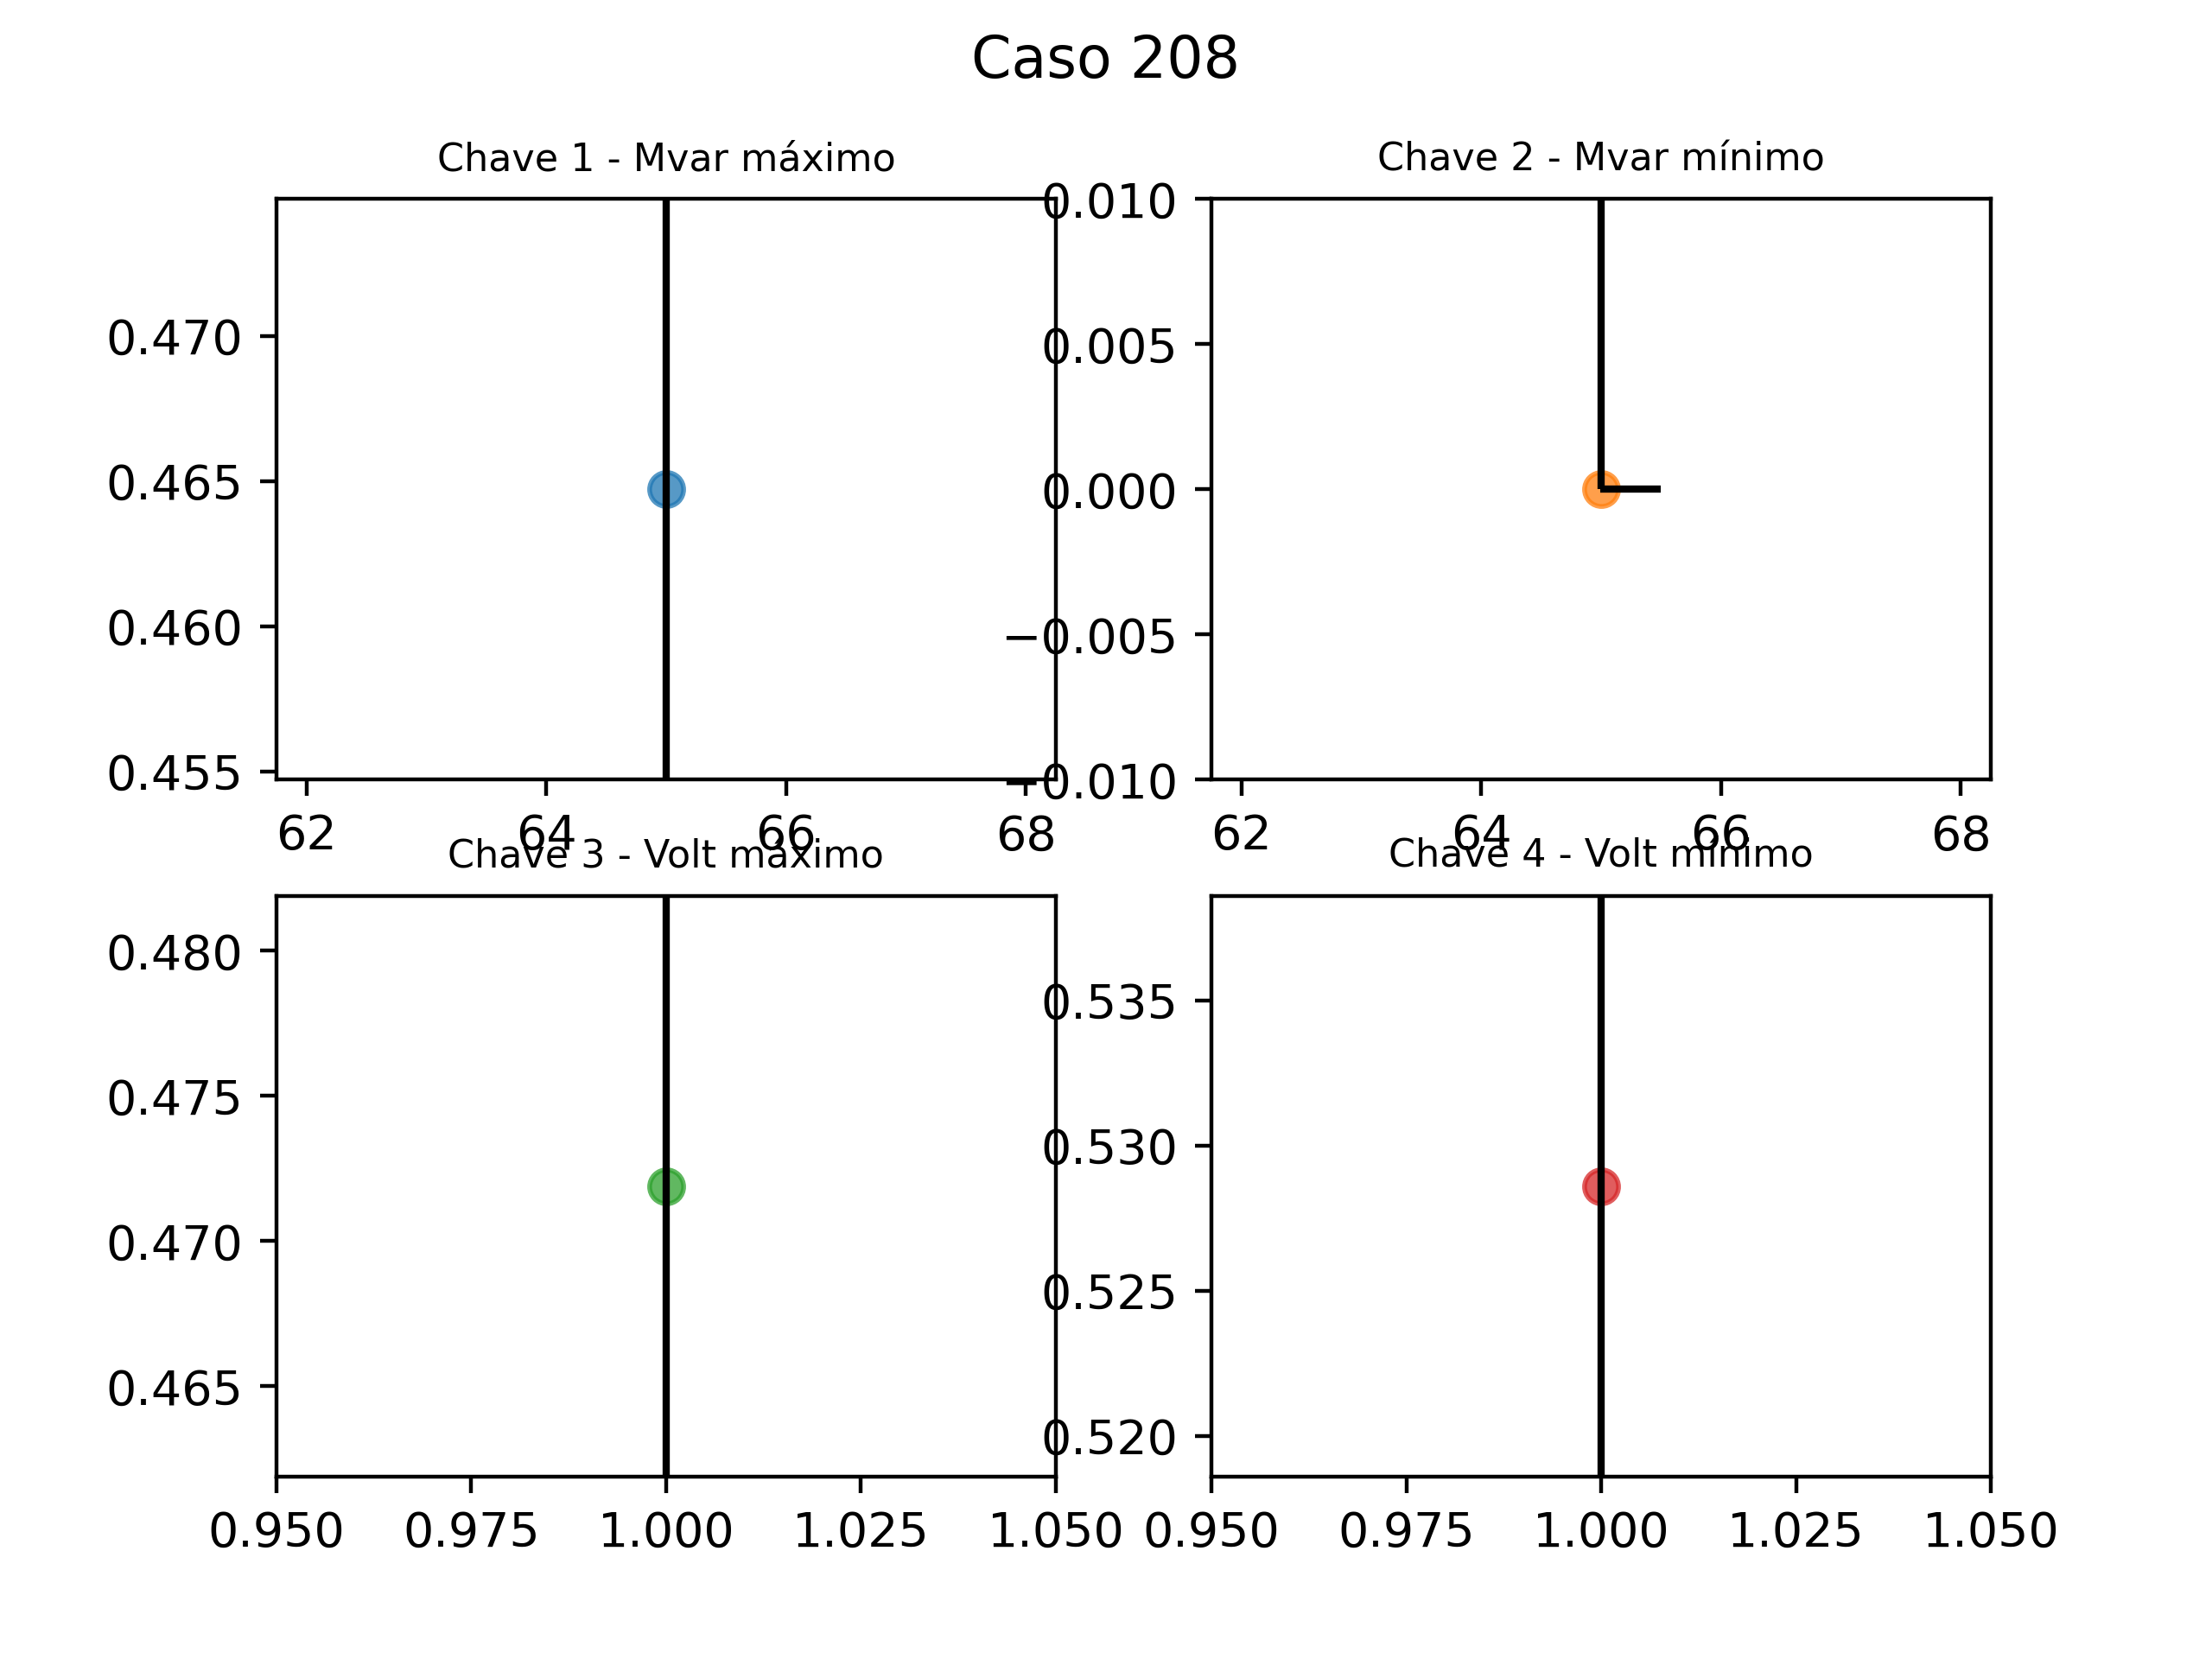 Caso 208
Chave 1 - Mvar máximo
Chave 2 - Mvar mínimo
0.470
0.465
0.460
0.455
62 64 66 68
0.010
0.005
0.000
−0.005
−0.010
62 64 66 68
Chave 3 - Volt máximo
Chave 4 - Volt mínimo
0.480
0.475
0.470
0.465
0.950 0.975 1.000 1.025 1.050
0.535
0.530
0.525
0.520
0.950 0.975 1.000 1.025 1.050